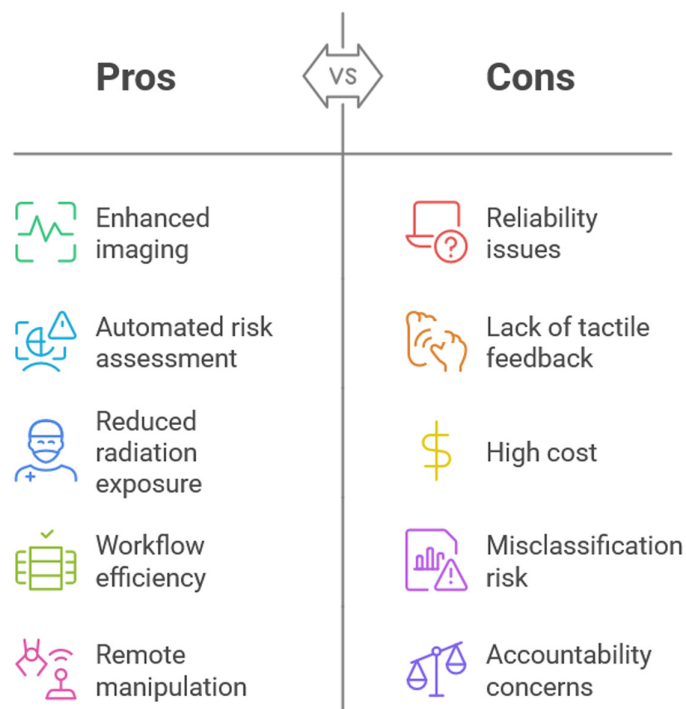 Pros
VS
Cons
Enhanced
imaging
Reliability
issues
Automated risk
assessment
Lack of tactile
feedback
Reduced
radiation
exposure
High cost
Workflow
efficiency
Misclassification
risk
Remote
manipulation
Accountability
concerns